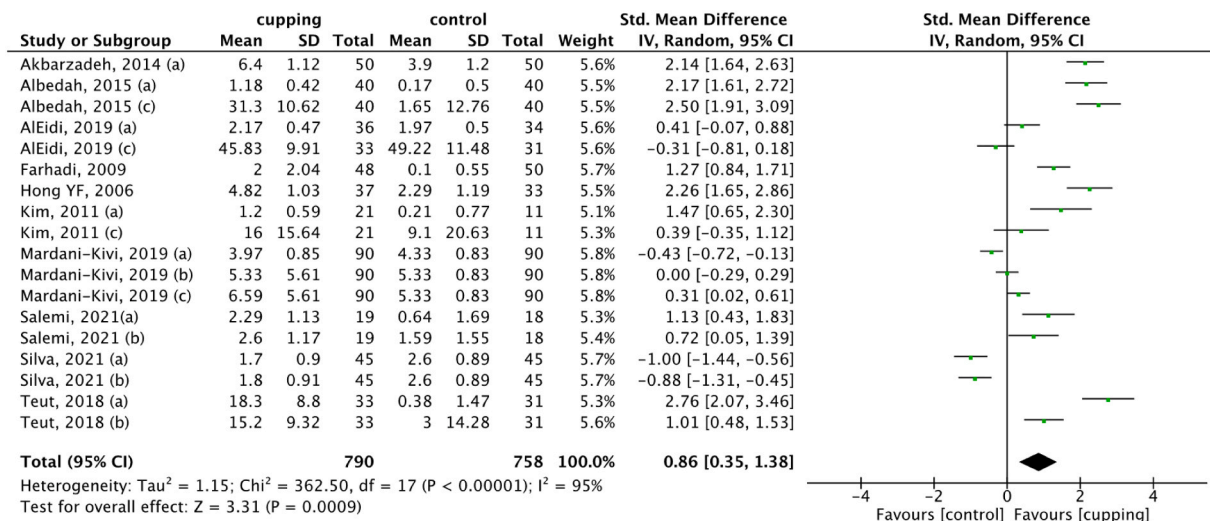 cupping control Std. Mean Difference Std. Mean Difference
Study or Subgroup Mean SD Total Mean SD Total Weight IV, Random, 95% CI IV, Random, 95% CI
Akbarzadeh, 2014 (a) 6.4 1.12 50 3.9 1.2 50 5.6% 2.14 [1.64, 2.63]
Albedah, 2015 (a) 1.18 0.42 40 0.17 0.5 40 5.5% 2.17 [1.61, 2.72]
Albedah, 2015 (c) 31.3 10.62 40 1.65 12.76 40 5.5% 2.50 [1.91, 3.09]
AlEidi, 2019 (a) 2.17 0.47 36 1.97 0.5 34 5.6% 0.41 [-0.07, 0.88]
AlEidi, 2019 (c) 45.83 9.91 33 49.22 11.48 31 5.6% -0.31 [-0.81, 0.18]
Farhadi, 2009 2 2.04 48 0.1 0.55 50 5.7% 1.27 [0.84, 1.71]
Hong YF, 2006 4.82 1.03 37 2.29 1.19 33 5.5% 2.26 [1.65, 2.86]
Kim, 2011 (a) 1.2 0.59 21 0.21 0.77 11 5.1% 1.47 [0.65, 2.30]
Kim, 2011 (c) 16 15.64 21 9.1 20.63 11 5.3% 0.39 [-0.35, 1.12]
Mardani-Kivi, 2019 (a) 3.97 0.85 90 4.33 0.83 90 5.8% -0.43 [-0.72, -0.13]
Mardani-Kivi, 2019 (b) 5.33 5.61 90 5.33 0.83 90 5.8% 0.00 [-0.29, 0.29]
Mardani-Kivi, 2019 (c) 6.59 5.61 90 5.33 0.83 90 5.8% 0.31 [0.02, 0.61]
Salemi, 2021(a) 2.29 1.13 19 0.64 1.69 18 5.3% 1.13 [0.43, 1.83]
Salemi, 2021 (b) 2.6 1.17 19 1.59 1.55 18 5.4% 0.72 [0.05, 1.39]
Silva, 2021 (a) 1.7 0.9 45 2.6 0.89 45 5.7% -1.00 [-1.44, -0.56]
Silva, 2021 (b) 1.8 0.91 45 2.6 0.89 45 5.7% -0.88 [-1.31, -0.45]
Teut, 2018 (a) 18.3 8.8 33 0.38 1.47 31 5.3% 2.76 [2.07, 3.46]
Teut, 2018 (b) 15.2 9.32 33 3 14.28 31 5.6% 1.01 [0.48, 1.53]
Total (95% CI) 790 758 100.0% 0.86 [0.35, 1.38]
Heterogeneity: Tau² = 1.15; Chi² = 362.50, df = 17 (P < 0.00001); I² = 95%
Test for overall effect: Z = 3.31 (P = 0.0009)
-4 -2 0 2 4
Favours [control] Favours [cupping]